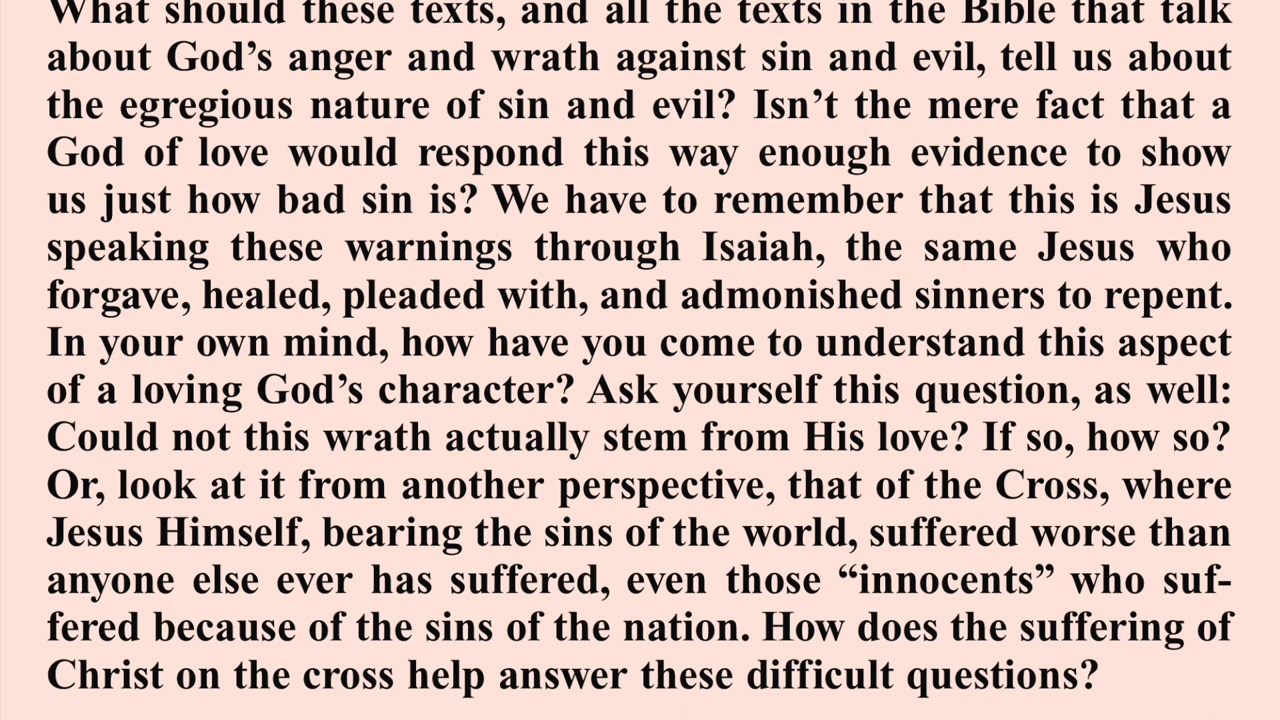 What should these texts, and all the texts in the Bible that talk
about God’s anger and wrath against sin and evil, tell us about
the egregious nature of sin and evil? Isn’t the mere fact that a
God of love would respond this way enough evidence to show
us just how bad sin is? We have to remember that this is Jesus
speaking these warnings through Isaiah, the same Jesus who
forgave, healed, pleaded with, and admonished sinners to repent.
In your own mind, how have you come to understand this aspect
of a loving God’s character? Ask yourself this question, as well:
Could not this wrath actually stem from His love? If so, how so?
Or, look at it from another perspective, that of the Cross, where
Jesus Himself, bearing the sins of the world, suffered worse than
anyone else ever has suffered, even those “innocents” who suf-
fered because of the sins of the nation. How does the suffering of
Christ on the cross help answer these difficult questions?